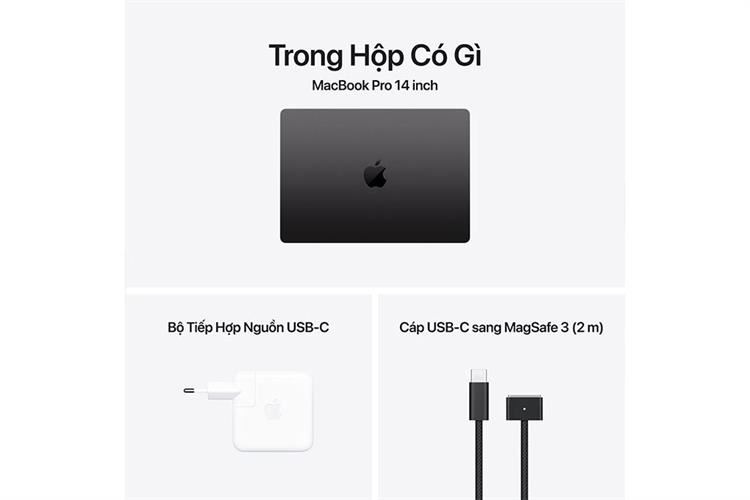 Trong Hộp Có Gì
MacBook Pro 14 inch
Bộ Tiếp Hợp Nguồn USB-C
Cáp USB-C sang MagSafe 3 (2 m)